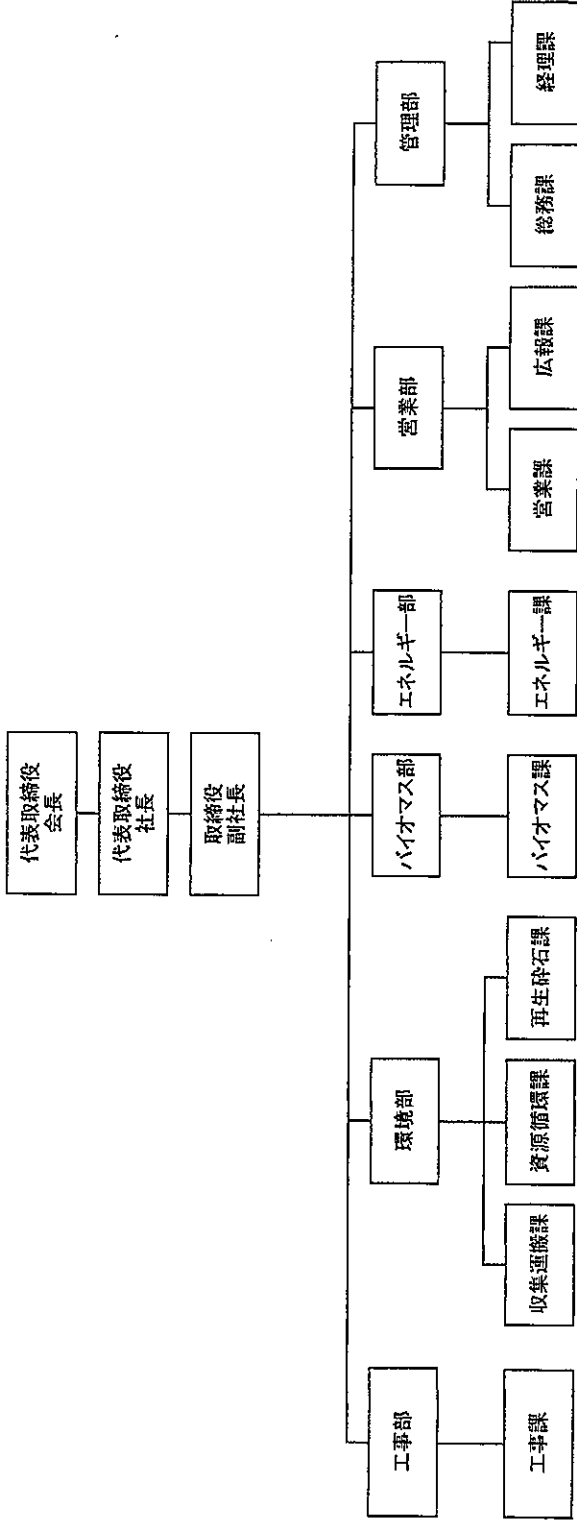 代表取締役
会長
代表取締役
社長
取締役
副社長
工事部
環境部
バイオマス部
エネルギー部
営業部
管理部
工事課
収集運搬課
資源循環課
再生砕石課
バイオマス課
エネルギー課
営業課
広報課
総務課
経理課